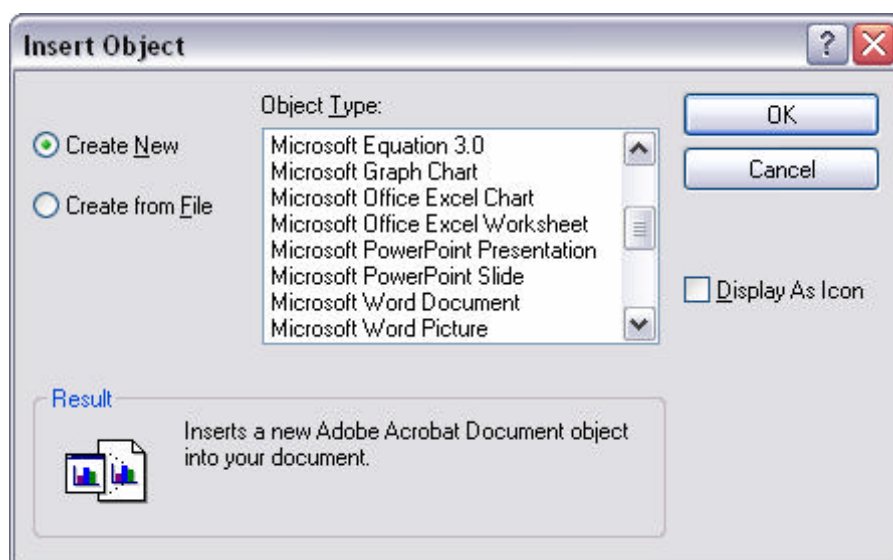 Insert Object
Object Type:
Create New
Create from File
Microsoft Equation 3.0
Microsoft Graph Chart
Microsoft Office Excel Chart
Microsoft Office Excel Worksheet
Microsoft PowerPoint Presentation
Microsoft PowerPoint Slide
Microsoft Word Document
Microsoft Word Picture
OK
Cancel
Display As Icon
Result
Inserts a new Adobe Acrobat Document object
into your document.